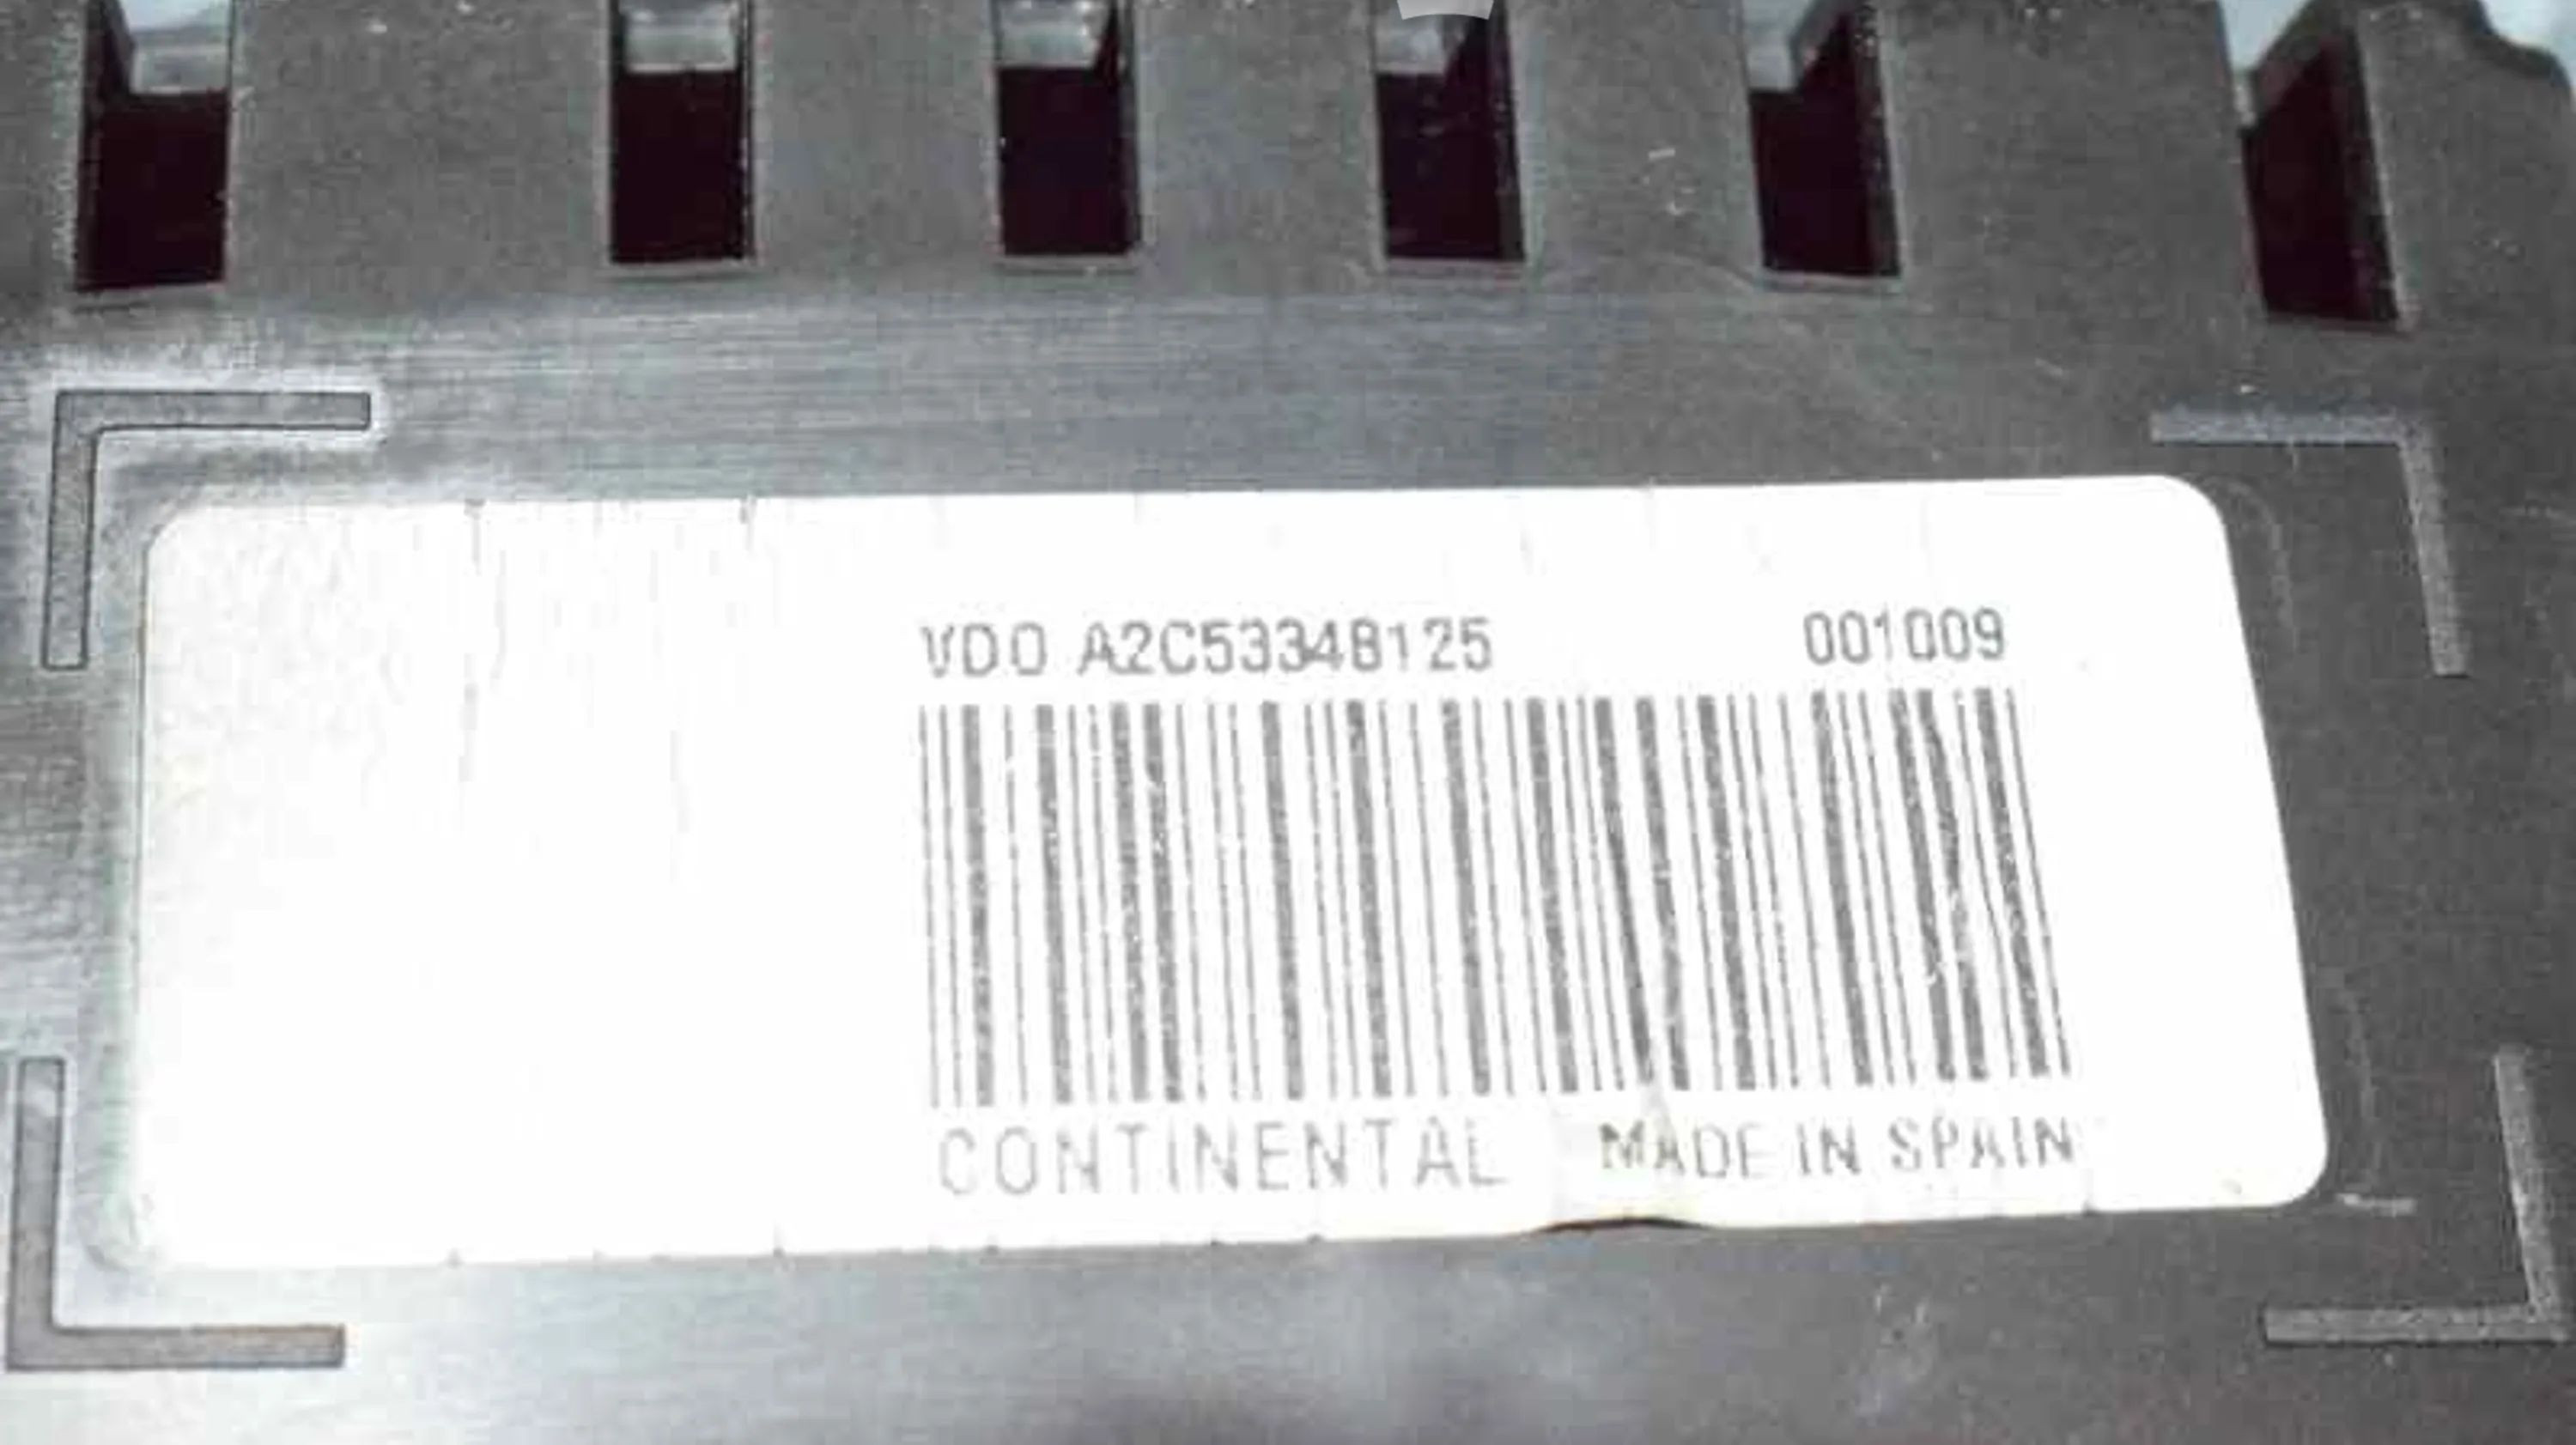 VDO A2C53348125 001009
CONTINENTAL MADE IN SPAIN